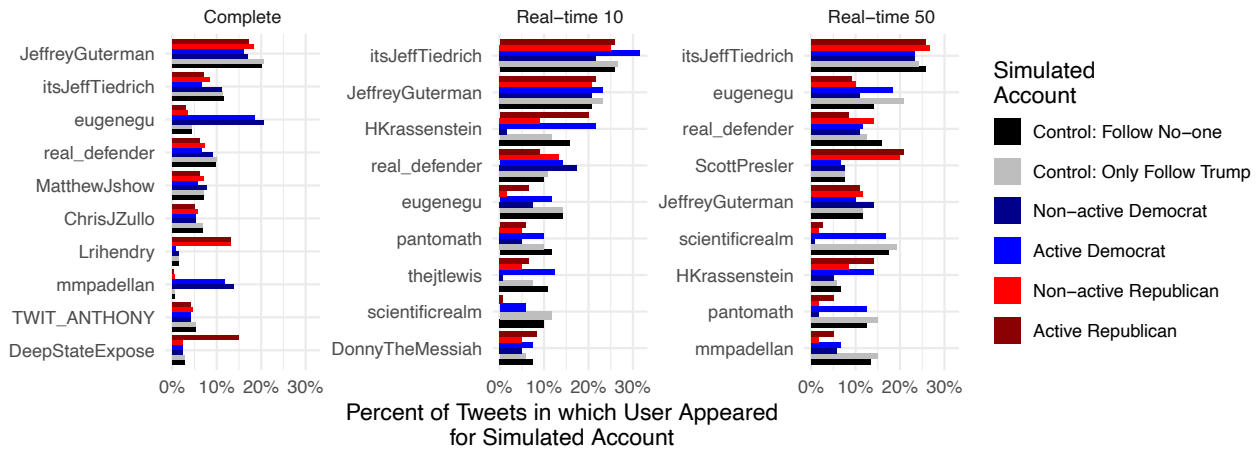 Complete
JeffreyGuterman
itsJeffTiedrich
eugenegu
real_defender
MatthewJshow
ChrisJZullo
Lrihendry
mmpadellan
TWIT_ANTHONY
DeepStateExpose
0% 10% 20% 30%
Real−time 10
itsJeffTiedrich
JeffreyGuterman
HKrassenstein
real_defender
eugenegu
pantomath
thejtlewis
scientificrealm
DonnyTheMessiah
0% 10% 20% 30%
Real−time 50
itsJeffTiedrich
eugenegu
real_defender
ScottPresler
JeffreyGuterman
scientificrealm
HKrassenstein
pantomath
mmpadellan
0% 10% 20% 30%
Percent of Tweets in which User Appeared
for Simulated Account
Simulated
Account
Control: Follow No−one
Control: Only Follow Trump
Non−active Democrat
Active Democrat
Non−active Republican
Active Republican